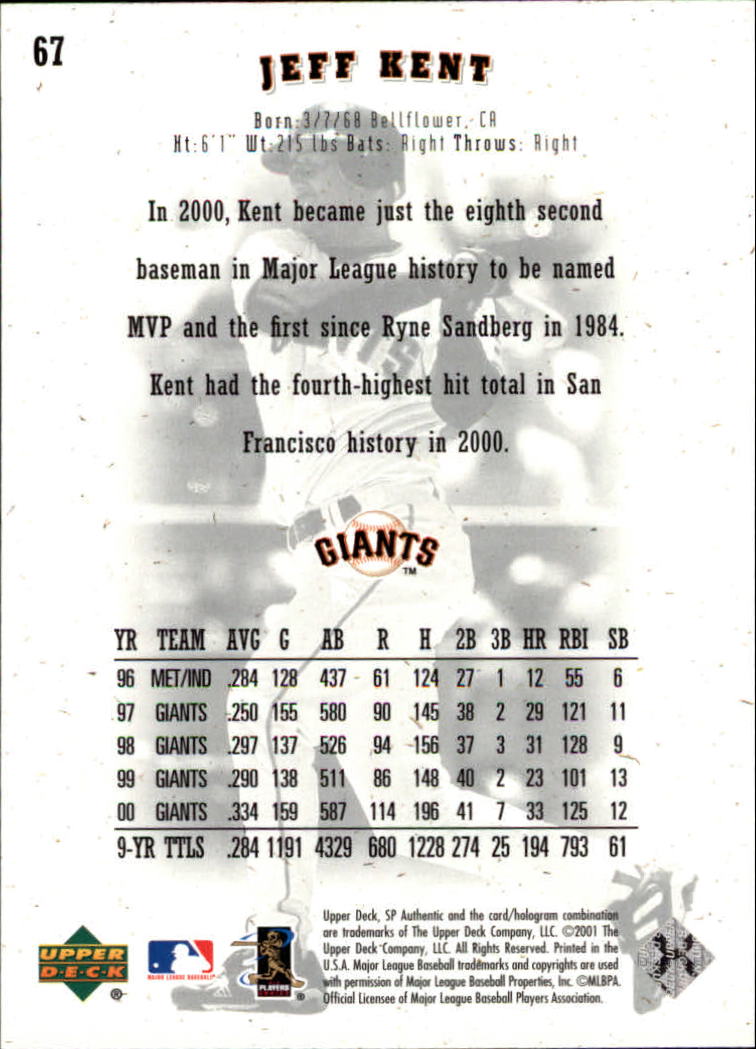 67
JEFF KENT
Born: 3/7/68 Bellflower, CA
Ht: 6'1" Wt: 215 lbs Bats: Right Throws: Right
In 2000, Kent became just the eighth second
baseman in Major League history to be named
MVP and the first since Ryne Sandberg in 1984.
Kent had the fourth-highest hit total in San
Francisco history in 2000.
GIANTS TM
YR TEAM AVG G AB R H 2B 3B HR RBI SB
96 MET/IND .284 128 437 61 124 27 1 12 55 6
97 GIANTS .250 155 580 90 145 38 2 29 121 11
98 GIANTS .297 137 526 94 156 37 3 31 128 9
99 GIANTS .290 138 511 86 148 40 2 23 101 13
00 GIANTS .334 159 587 114 196 41 7 33 125 12
9-YR TTLS .284 1191 4329 680 1228 274 25 194 793 61
Upper Deck, SP Authentic and the card/hologram combination
are trademarks of The Upper Deck Company, LLC. ©2001 The
Upper Deck Company, LLC. All Rights Reserved. Printed in the
U.S.A. Major League Baseball trademarks and copyrights are used
with permission of Major League Baseball Properties, Inc. ©MLBPA.
Official Licensee of Major League Baseball Players Association.
UPPER
D·E·C·K ®
MAJOR LEAGUE BASEBALL
PLAYERS
®